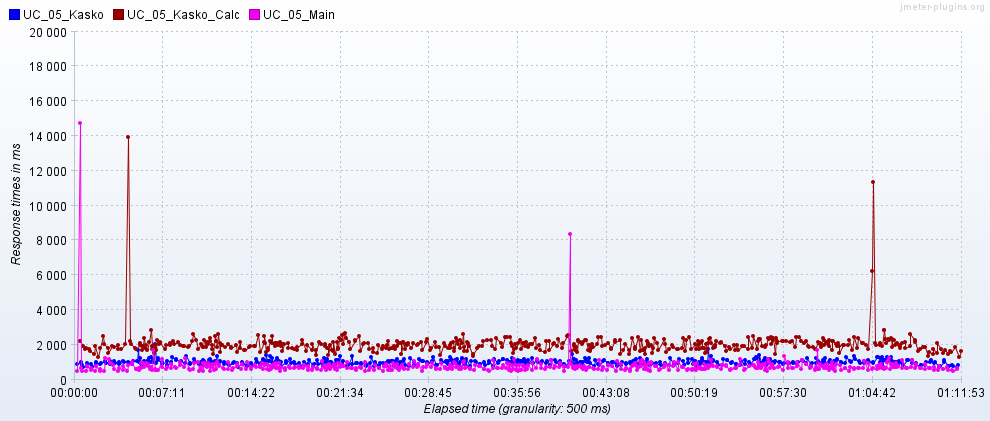 jmeter-plugins.org
UC_05_Kasko UC_05_Kasko_Calc UC_05_Main
20 000
18 000
16 000
14 000
12 000
10 000
8 000
6 000
4 000
2 000
0
Response times in ms
00:00:00 00:07:11 00:14:22 00:21:34 00:28:45 00:35:56 00:43:08 00:50:19 00:57:30 01:04:42 01:11:53
Elapsed time (granularity: 500 ms)